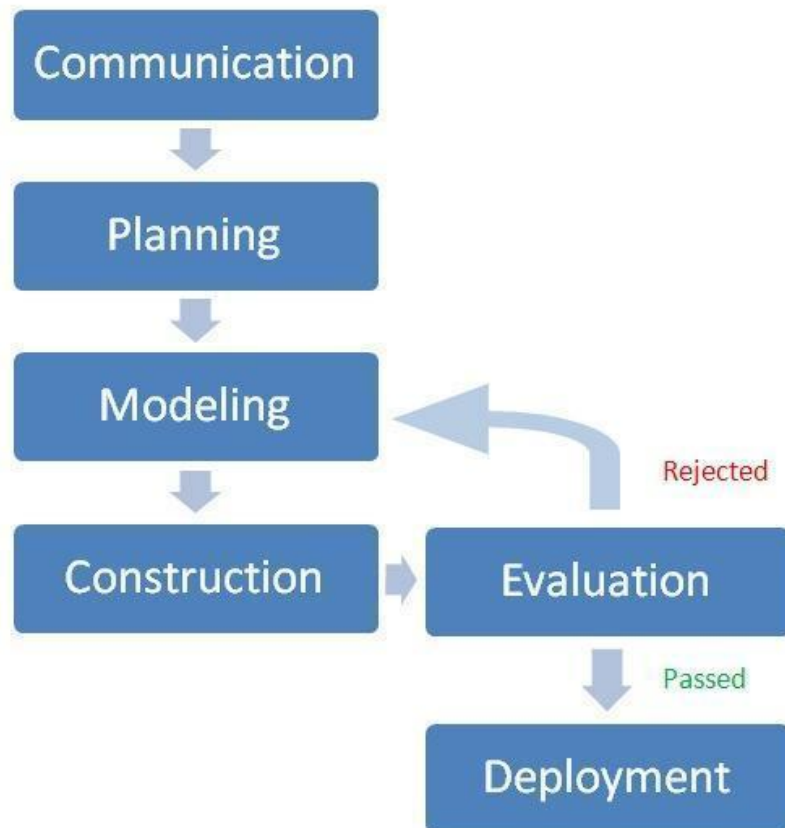 Communication
Planning
Modeling
Rejected
Construction
Evaluation
Passed
Deployment